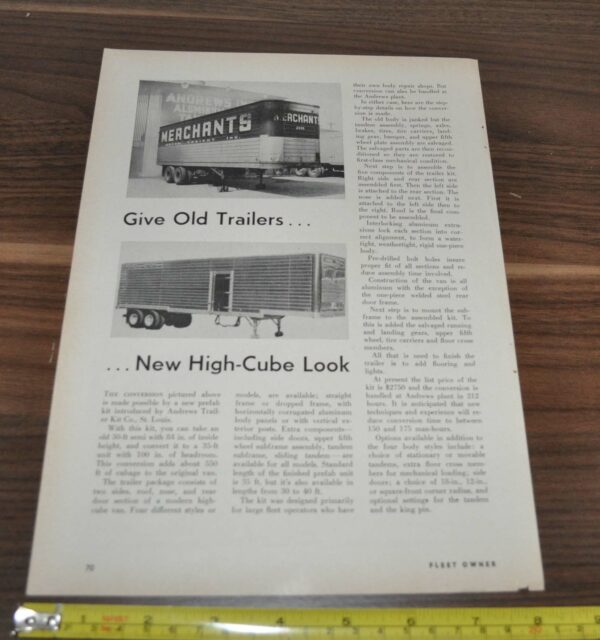 ANDREWS
MERCHANTS
MERCHANTS
Give Old Trailers...
...New High-Cube Look
THE CONVERSION pictured above
is made possible by a new prefab
kit introduced by Andrews Trail-
er Kit Co., St. Louis.
With this kit, you can take an
old 30-ft semi with 84 in. of inside
height, and convert it to a 35-ft
unit with 100 in. of headroom.
This conversion adds about 550
ft of cubage to the original van.
The trailer package consists of
two sides, roof, nose, and rear
door section of a modern high-
cube van. Four different styles or
models, are available; straight
frame or dropped frame, with
horizontally corrugated aluminum
body panels or with vertical ex-
terior posts. Extra components—
including side doors, upper fifth
wheel subframe assembly, tandem
subframe, sliding tandem—are
available for all models. Standard
length of the finished prefab unit
is 35 ft, but it's also available in
lengths from 30 to 40 ft.
The kit was designed primarily
for large fleet operators who have
their own body repair shops. But
conversion can also be handled at
the Andrews plant.
In either case, here are the step-
by-step details on how the conver-
sion is made.
The old body is junked but the
tandem assembly, springs, axles,
brakes, tires, tire carriers, land-
ing gear, bumper, and upper fifth
wheel plate assembly are salvaged.
The salvaged parts are then recon-
ditioned so they are restored to
first-class mechanical condition.
Next step is to assemble the
five components of the trailer kit.
Right side and rear section are
assembled first. Then the left side
is attached to the rear section. The
nose is added next. First it is
attached to the left side then to
the right. Roof is the final com-
ponent to be assembled.
Interlocking aluminum extru-
sions lock each section into cor-
rect alignment, to form a water-
tight, weathertight, rigid one-piece
body.
Pre-drilled bolt holes insure
proper fit of all sections and re-
duce assembly time involved.
Construction of the van is all
aluminum with the exception of
the one-piece welded steel rear
door frame.
Next step is to mount the sub-
frame to the assembled kit. To
this is added the salvaged running
and landing gears, upper fifth
wheel, tire carriers and floor cross
members.
All that is need to finish the
trailer is to add flooring and
lights.
At present the list price of the
kit is $2750 and the conversion is
handled at Andrews plant in 212
hours. It is anticipated that new
techniques and experience will re-
duce conversion time to between
150 and 175 man-hours.
Options available in addition to
the four body styles include: a
choice of stationary or movable
tandems, extra floor cross mem-
bers for mechanical loading; side
doors; a choice of 10-in., 12-in.,
or square-front corner radius, and
optional settings for the tandem
and the king pin.
70
FLEET OWNER
1 2 3 4 5 6 7 8